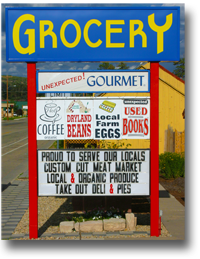 GROCERY
UNEXPECTED! GOURMET.
COFFEE
DRYLAND BEANS
Local Farm EGGS
unexpected USED BOOKS
PROUD TO SERVE OUR LOCALS
CUSTOM CUT MEAT MARKET
LOCAL & ORGANIC PRODUCE
TAKE OUT DELI & PIES